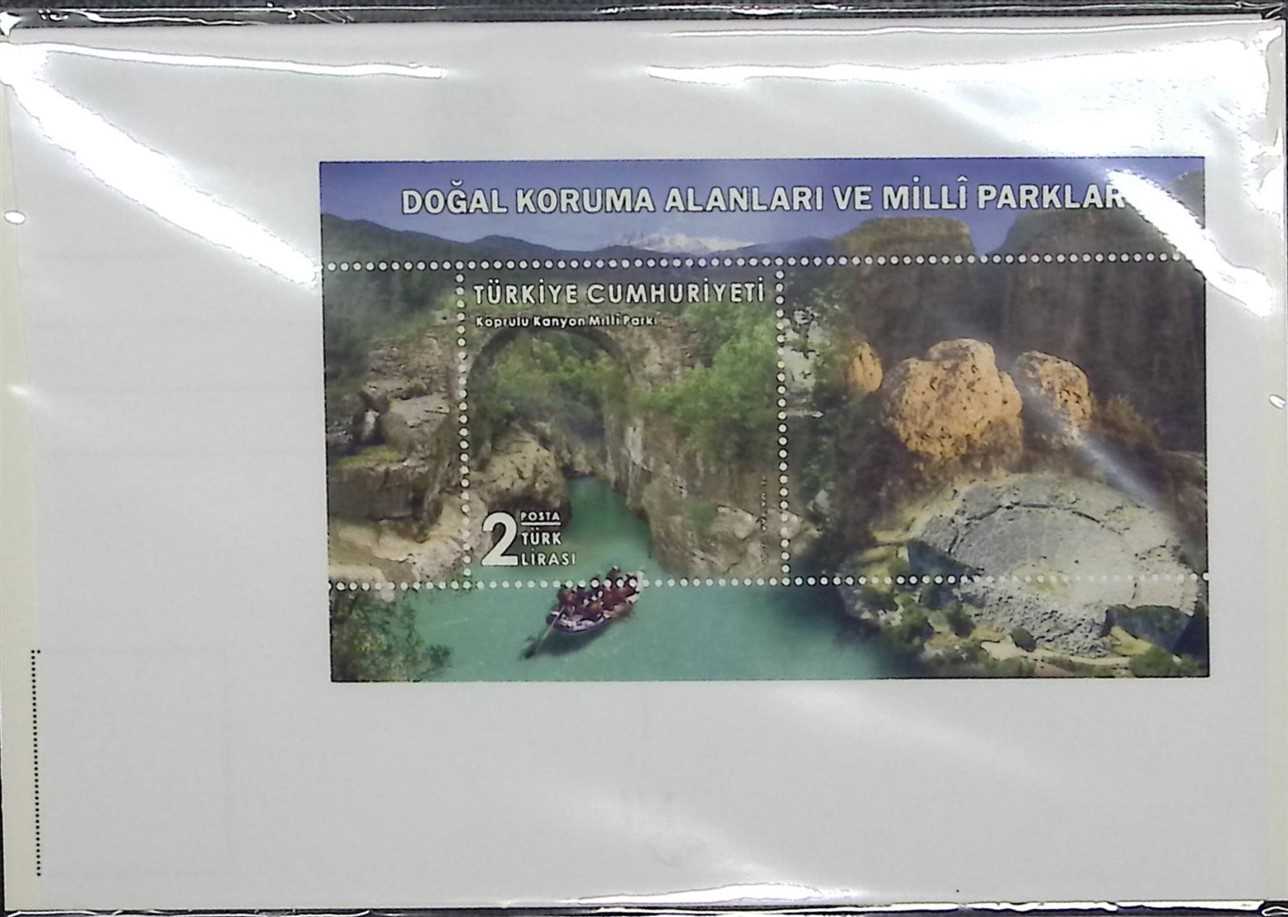 DOĞAL KORUMA ALANLARI VE MİLLÎ PARKLAR
TÜRKİYE CUMHURİYETİ
Köprülü Kanyon Milli Parkı
2 POSTA
TÜRK
LİRASI